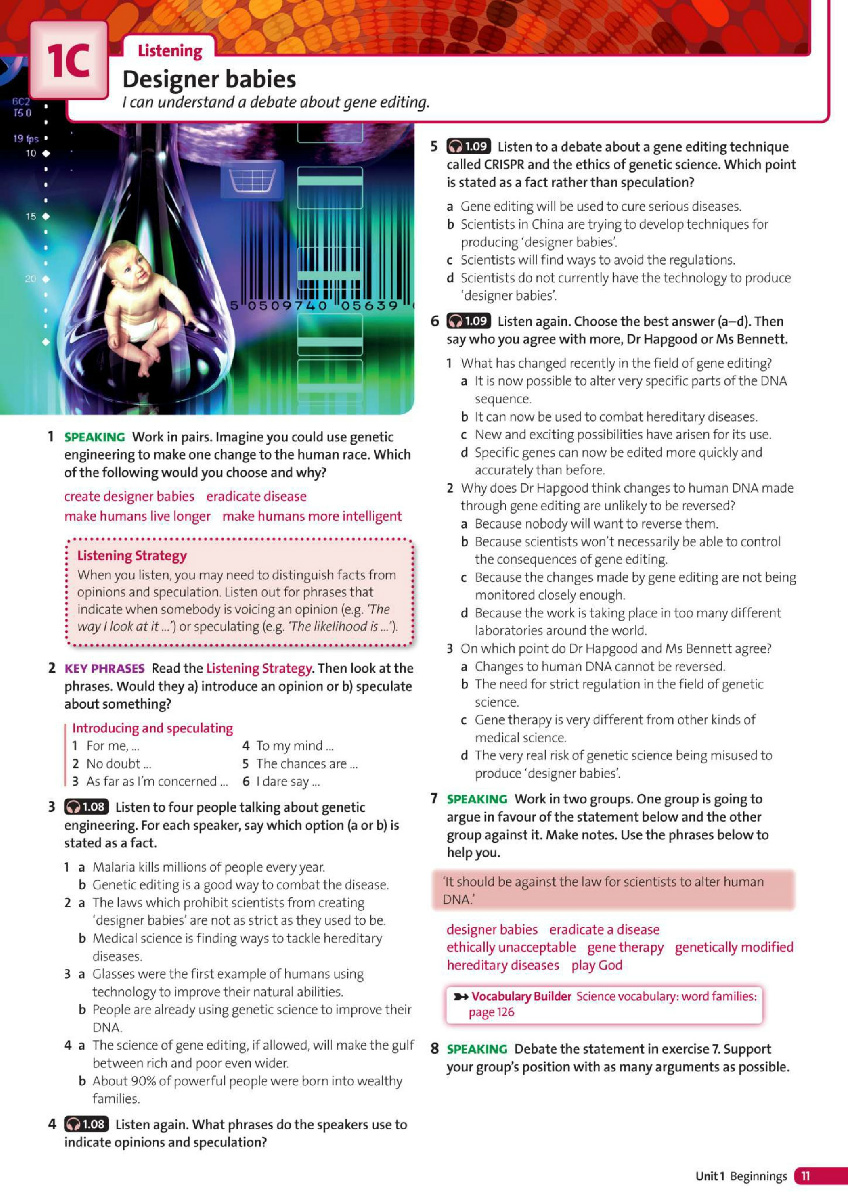 1C
Listening
Designer babies
I can understand a debate about gene editing.
6C2
T5.0
19 fps
10
15
20
5 0509740 05639
1 SPEAKING Work in pairs. Imagine you could use genetic
engineering to make one change to the human race. Which
of the following would you choose and why?
create designer babies eradicate disease
make humans live longer make humans more intelligent
Listening Strategy
When you listen, you may need to distinguish facts from
opinions and speculation. Listen out for phrases that
indicate when somebody is voicing an opinion (e.g. 'The
way I look at it ...') or speculating (e.g. 'The likelihood is ...').
2 KEY PHRASES Read the Listening Strategy. Then look at the
phrases. Would they a) introduce an opinion or b) speculate
about something?
Introducing and speculating
1 For me, ... 4 To my mind ...
2 No doubt ... 5 The chances are ...
3 As far as I'm concerned ... 6 I dare say ...
3 1.08 Listen to four people talking about genetic
engineering. For each speaker, say which option (a or b) is
stated as a fact.
1 a Malaria kills millions of people every year.
b Genetic editing is a good way to combat the disease.
2 a The laws which prohibit scientists from creating
'designer babies' are not as strict as they used to be.
b Medical science is finding ways to tackle hereditary
diseases.
3 a Glasses were the first example of humans using
technology to improve their natural abilities.
b People are already using genetic science to improve their
DNA.
4 a The science of gene editing, if allowed, will make the gulf
between rich and poor even wider.
b About 90% of powerful people were born into wealthy
families.
4 1.08 Listen again. What phrases do the speakers use to
indicate opinions and speculation?
5 1.09 Listen to a debate about a gene editing technique
called CRISPR and the ethics of genetic science. Which point
is stated as a fact rather than speculation?
a Gene editing will be used to cure serious diseases.
b Scientists in China are trying to develop techniques for
producing 'designer babies'.
c Scientists will find ways to avoid the regulations.
d Scientists do not currently have the technology to produce
'designer babies'.
6 1.09 Listen again. Choose the best answer (a–d). Then
say who you agree with more, Dr Hapgood or Ms Bennett.
1 What has changed recently in the field of gene editing?
a It is now possible to alter very specific parts of the DNA
sequence.
b It can now be used to combat hereditary diseases.
c New and exciting possibilities have arisen for its use.
d Specific genes can now be edited more quickly and
accurately than before.
2 Why does Dr Hapgood think changes to human DNA made
through gene editing are unlikely to be reversed?
a Because nobody will want to reverse them.
b Because scientists won't necessarily be able to control
the consequences of gene editing.
c Because the changes made by gene editing are not being
monitored closely enough.
d Because the work is taking place in too many different
laboratories around the world.
3 On which point do Dr Hapgood and Ms Bennett agree?
a Changes to human DNA cannot be reversed.
b The need for strict regulation in the field of genetic
science.
c Gene therapy is very different from other kinds of
medical science.
d The very real risk of genetic science being misused to
produce 'designer babies'.
7 SPEAKING Work in two groups. One group is going to
argue in favour of the statement below and the other
group against it. Make notes. Use the phrases below to
help you.
'It should be against the law for scientists to alter human
DNA.'
designer babies eradicate a disease
ethically unacceptable gene therapy genetically modified
hereditary diseases play God
Vocabulary Builder Science vocabulary: word families:
page 126
8 SPEAKING Debate the statement in exercise 7. Support
your group's position with as many arguments as possible.
Unit 1 Beginnings 11